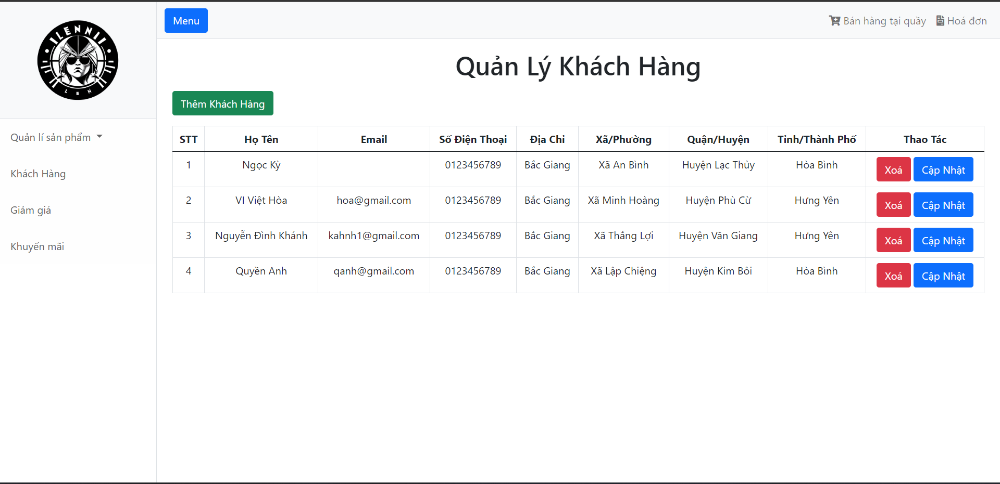 LENNII
LEN
Menu
Bán hàng tại quầy
Hoá đơn
Quản lí sản phẩm
Khách Hàng
Giảm giá
Khuyến mãi
Quản Lý Khách Hàng
Thêm Khách Hàng
STT Họ Tên Email Số Điện Thoại Địa Chỉ Xã/Phường Quận/Huyện Tỉnh/Thành Phố Thao Tác
1 Ngọc Kỳ 0123456789 Bắc Giang Xã An Bình Huyện Lạc Thủy Hòa Bình Xoá Cập Nhật
2 VI Việt Hòa hoa@gmail.com 0123456789 Bắc Giang Xã Minh Hoàng Huyện Phù Cừ Hưng Yên Xoá Cập Nhật
3 Nguyễn Đình Khánh kahnh1@gmail.com 0123456789 Bắc Giang Xã Thắng Lợi Huyện Văn Giang Hưng Yên Xoá Cập Nhật
4 Quyền Anh qanh@gmail.com 0123456789 Bắc Giang Xã Lập Chiệng Huyện Kim Bôi Hòa Bình Xoá Cập Nhật